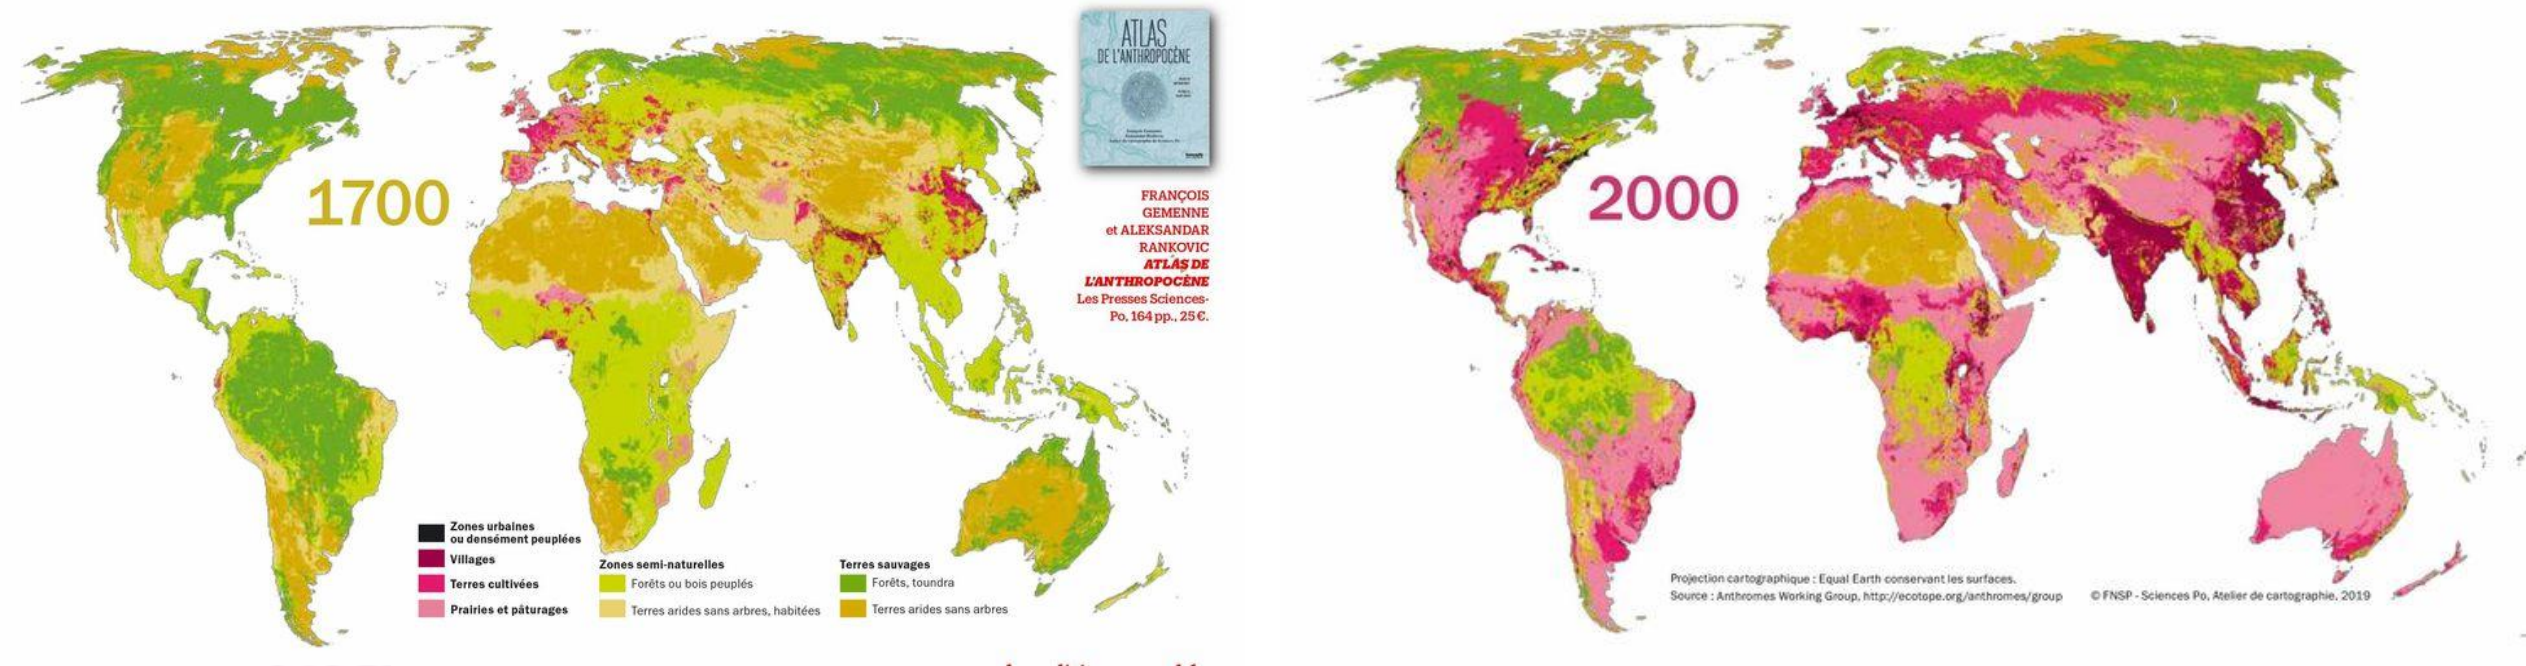 ATLAS
DE L'ANTHROPOCÈNE
1700
FRANÇOIS
GEMENNE
et ALEKSANDAR
RANKOVIC
ATLAS DE
L'ANTHROPOCÈNE
Les Presses Sciences-
Po, 164 pp., 25 €.
Zones urbaines
ou densément peuplées
Villages
Terres cultivées
Prairies et pâturages
Zones semi-naturelles
Forêts ou bois peuplés
Terres arides sans arbres, habitées
Terres sauvages
Forêts, toundra
Terres arides sans arbres
2000
Projection cartographique : Equal Earth conservant les surfaces.
Source : Anthromes Working Group, http://ecotope.org/anthromes/group
© FNSP - Sciences Po, Atelier de cartographie, 2019